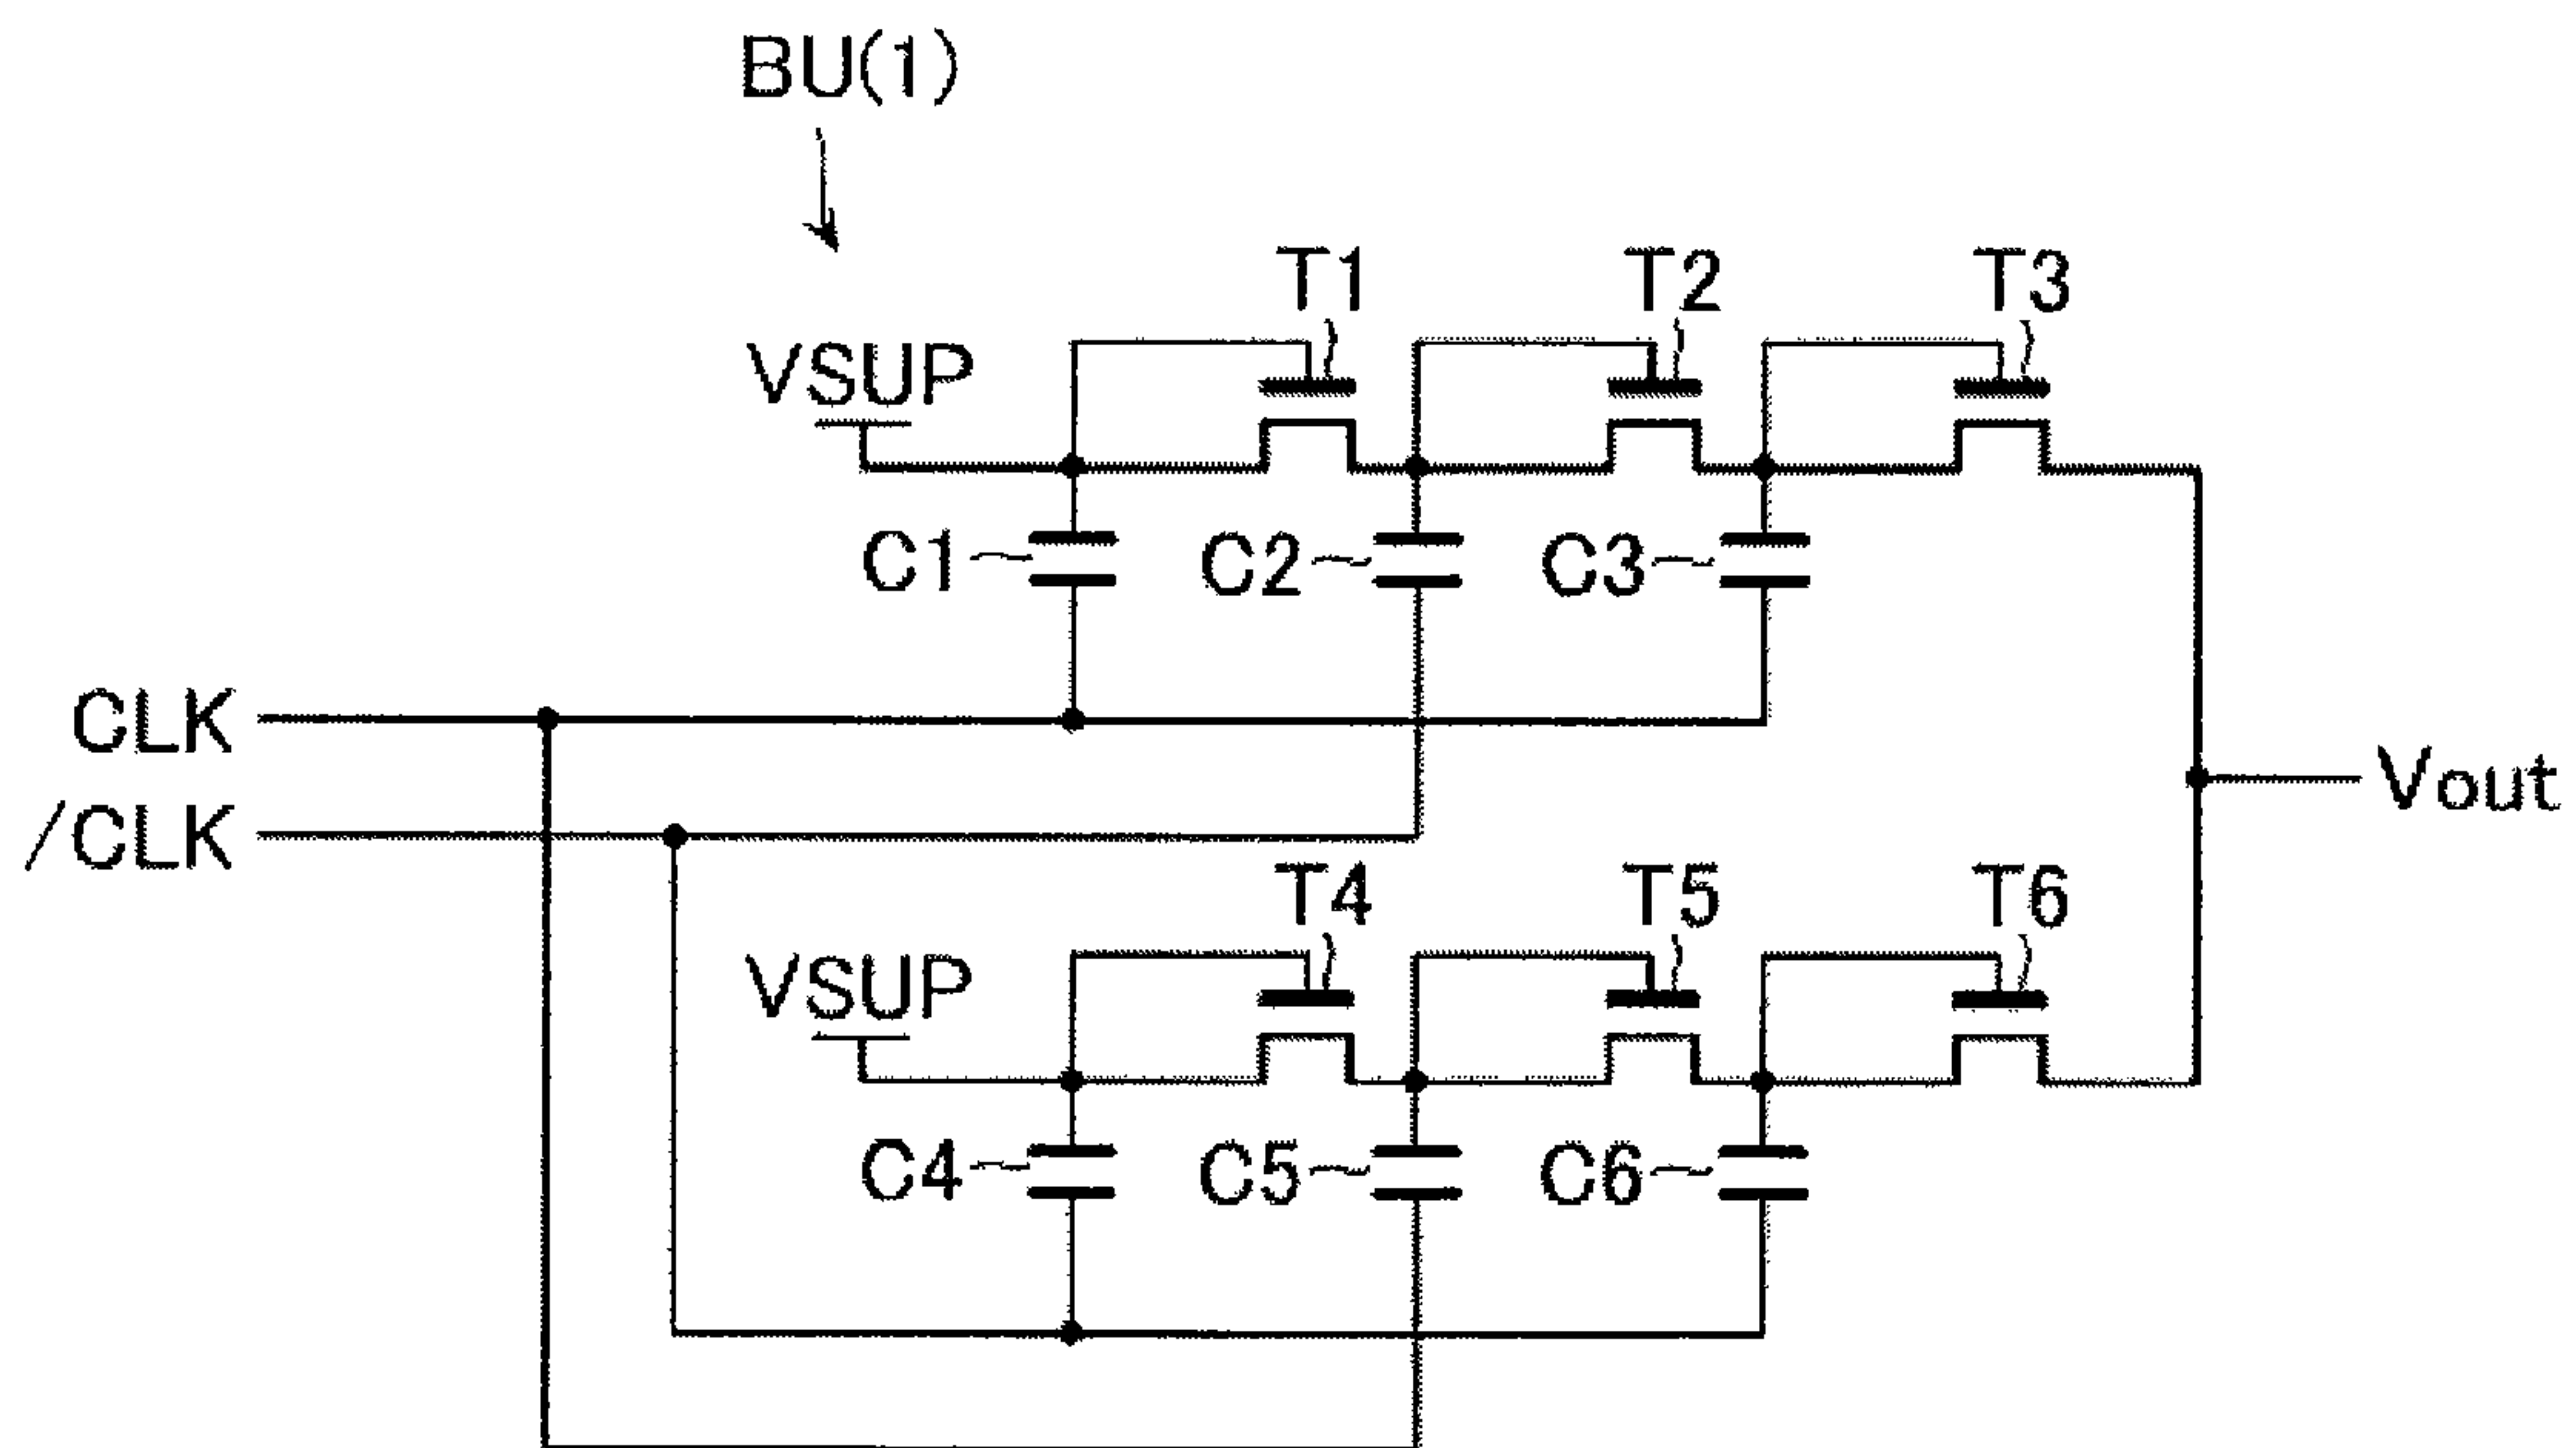 BU(1)
T1
T2
T3
VSUP
C1
C2
C3
CLK
Vout
/CLK
T4
T5
T6
VSUP
C4
C5
C6